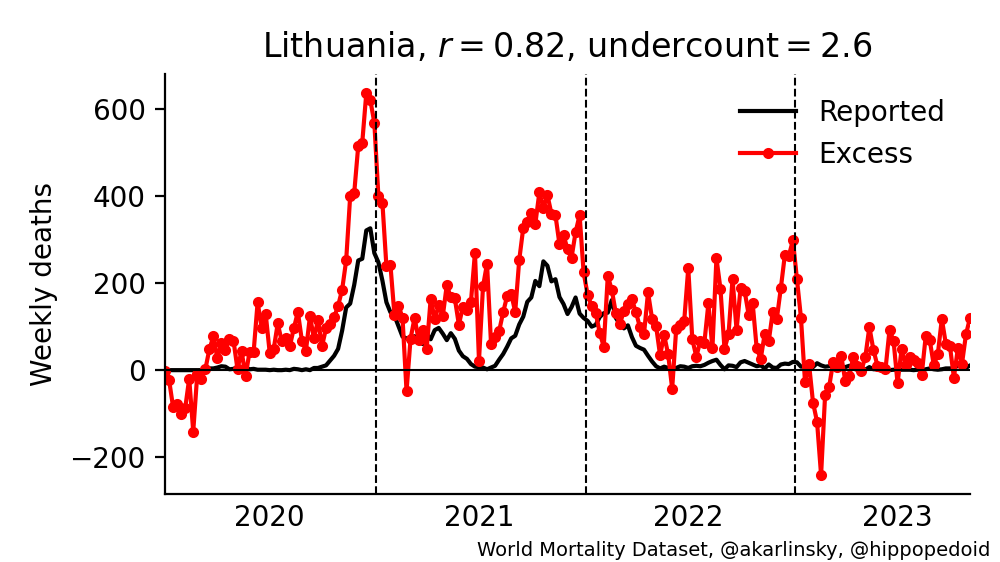 Lithuania, r = 0.82, undercount = 2.6
Reported
Excess
Weekly deaths
600
400
200
0
−200
2020 2021 2022 2023
World Mortality Dataset, @akarlinsky, @hippopedoid